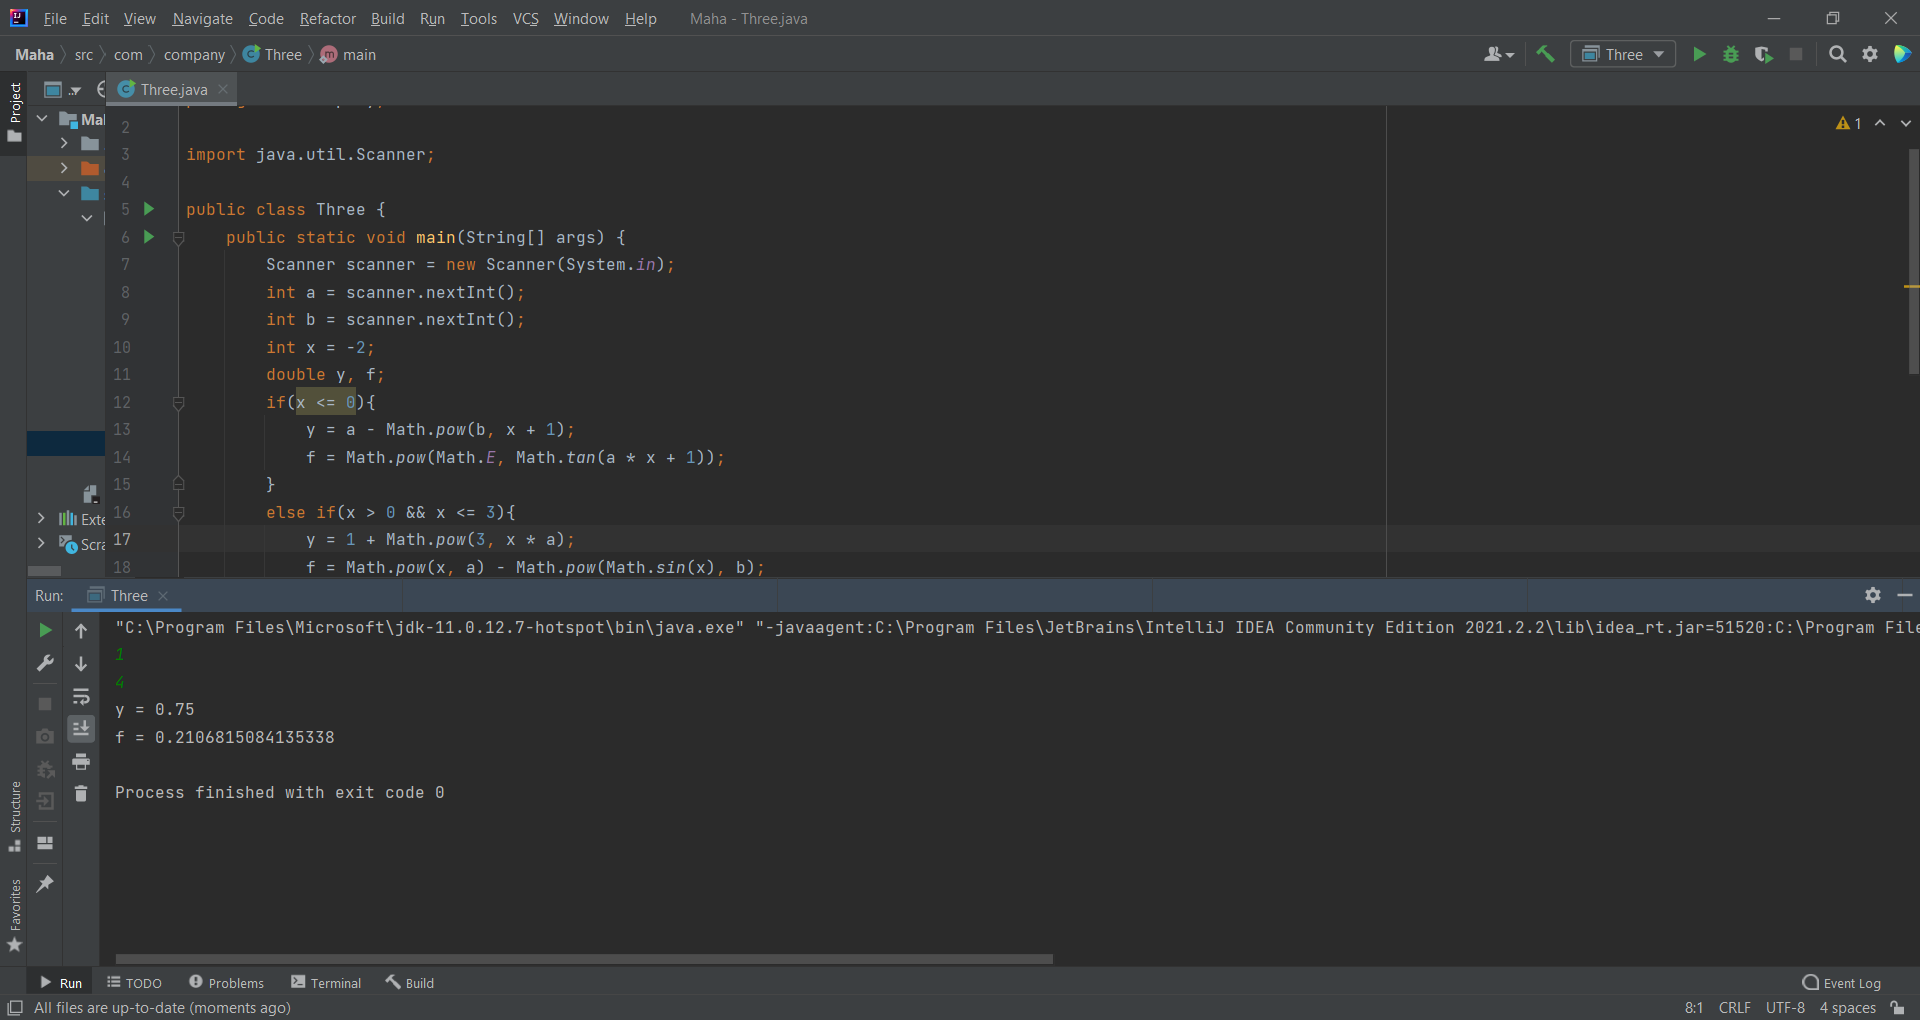 File Edit View Navigate Code Refactor Build Run Tools VCS Window Help Maha - Three.java
Maha src com company Three main
Three
Project
Three.java
Mah
2
3 import java.util.Scanner;
4
5 public class Three {
6 public static void main(String[] args) {
7 Scanner scanner = new Scanner(System.in);
8 int a = scanner.nextInt();
9 int b = scanner.nextInt();
10 int x = -2;
11 double y, f;
12 if(x <= 0){
13 y = a - Math.pow(b, x + 1);
14 f = Math.pow(Math.E, Math.tan(a * x + 1));
15 }
16 else if(x > 0 && x <= 3){
17 y = 1 + Math.pow(3, x * a);
18 f = Math.pow(x, a) - Math.pow(Math.sin(x), b);
1
Exte
Scra
Run: Three
"C:\Program Files\Microsoft\jdk-11.0.12.7-hotspot\bin\java.exe" "-javaagent:C:\Program Files\JetBrains\IntelliJ IDEA Community Edition 2021.2.2\lib\idea_rt.jar=51520:C:\Program File
1
4
y = 0.75
f = 0.2106815084135338
Process finished with exit code 0
Structure
Favorites
Run TODO Problems Terminal Build Event Log
All files are up-to-date (moments ago) 8:1 CRLF UTF-8 4 spaces